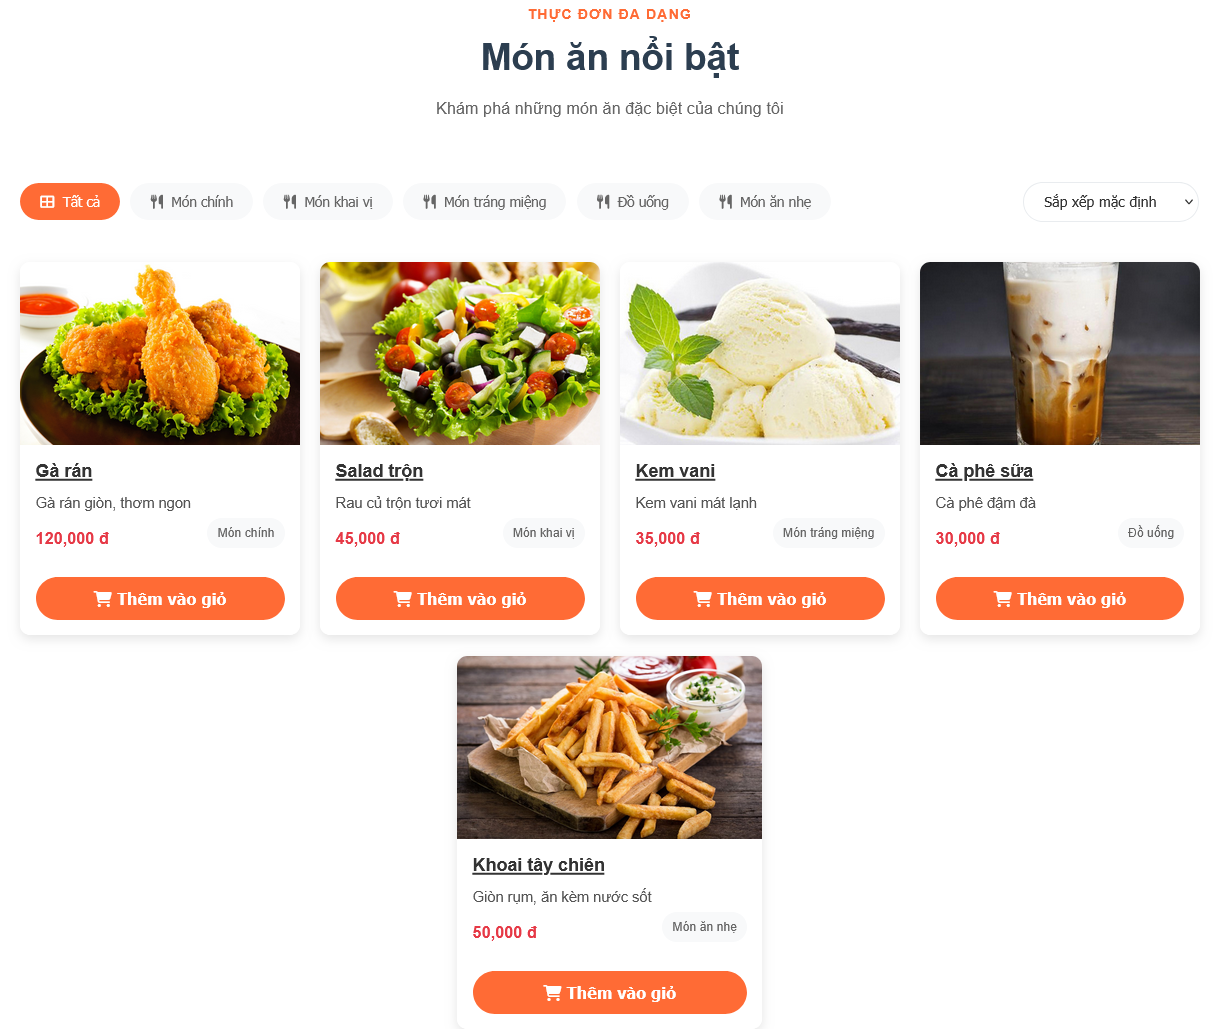 THỰC ĐƠN ĐA DẠNG
Món ăn nổi bật
Khám phá những món ăn đặc biệt của chúng tôi
Tất cả
Món chính
Món khai vị
Món tráng miệng
Đồ uống
Món ăn nhẹ
Sắp xếp mặc định
Gà rán
Gà rán giòn, thơm ngon
120,000 đ
Món chính
Thêm vào giỏ
Salad trộn
Rau củ trộn tươi mát
45,000 đ
Món khai vị
Thêm vào giỏ
Kem vani
Kem vani mát lạnh
35,000 đ
Món tráng miệng
Thêm vào giỏ
Cà phê sữa
Cà phê đậm đà
30,000 đ
Đồ uống
Thêm vào giỏ
Khoai tây chiên
Giòn rụm, ăn kèm nước sốt
50,000 đ
Món ăn nhẹ
Thêm vào giỏ